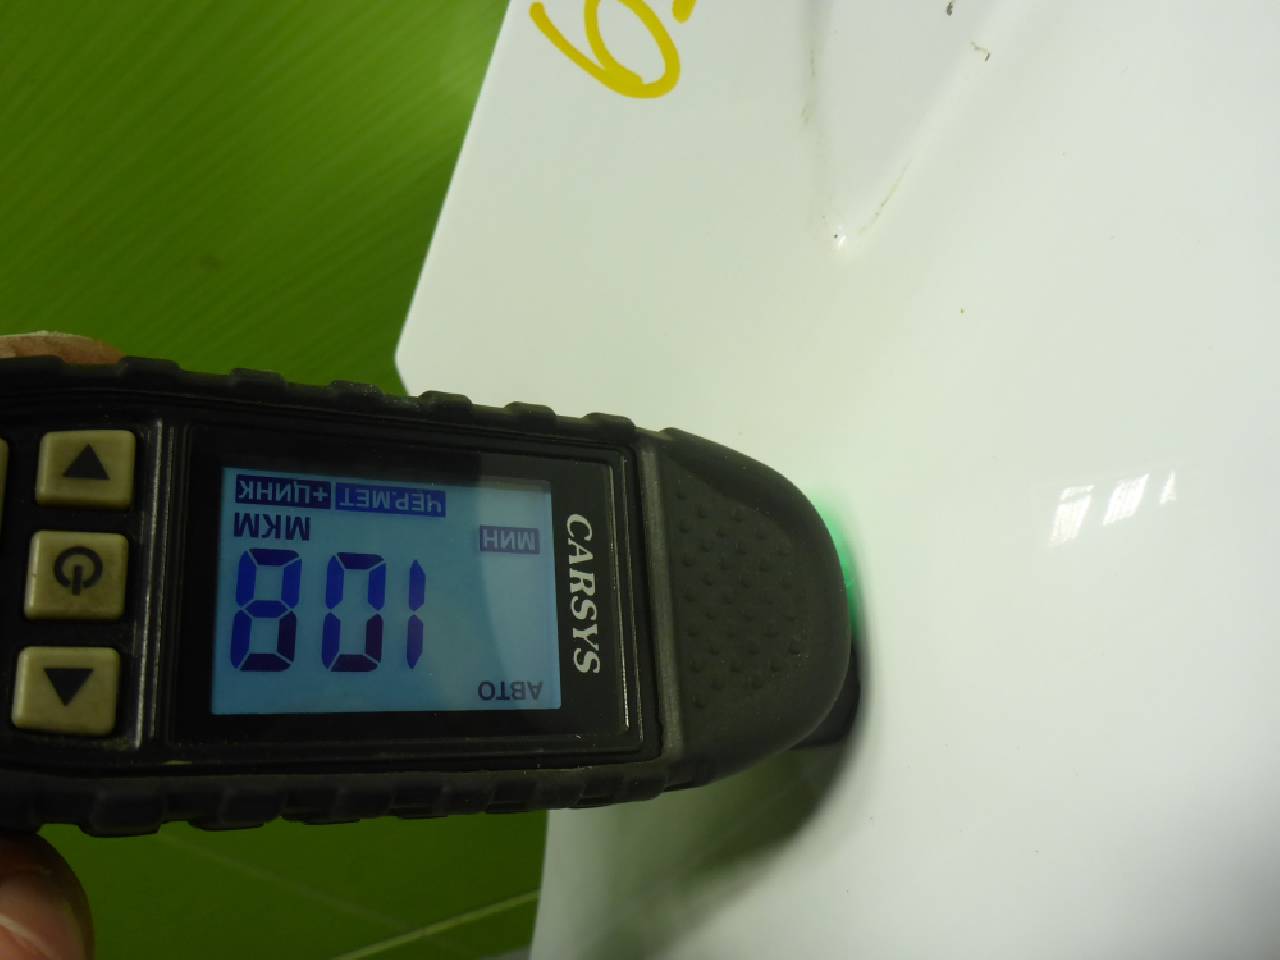 CARSYS
АВТО
108
МИН МКМ
ЧЕР.МЕТ +ЦИНК